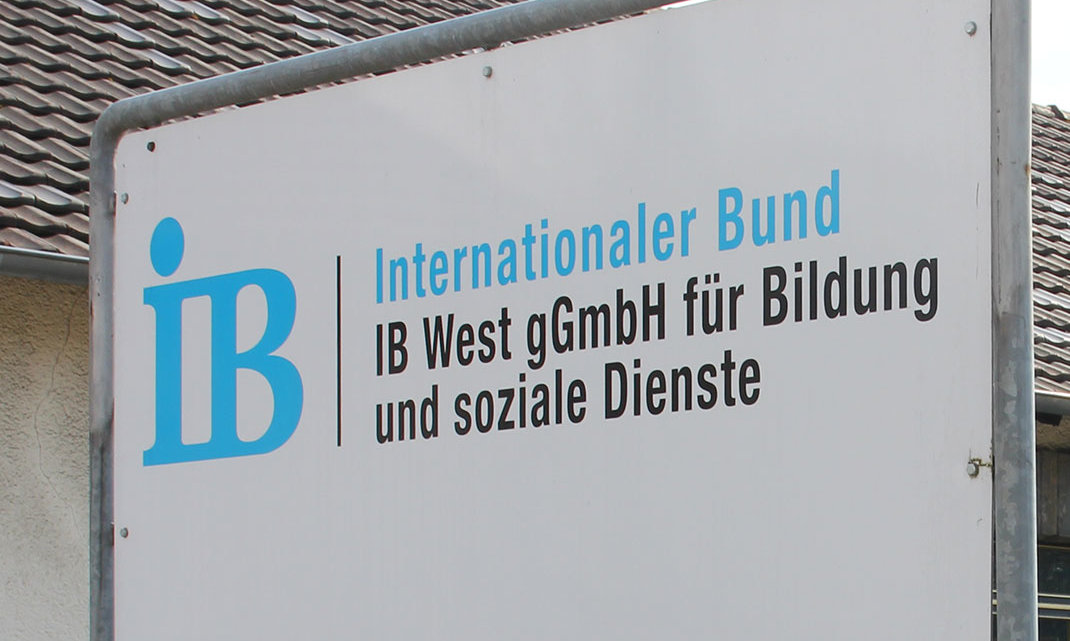 iB
Internationaler Bund
IB West gGmbH für Bildung
und soziale Dienste